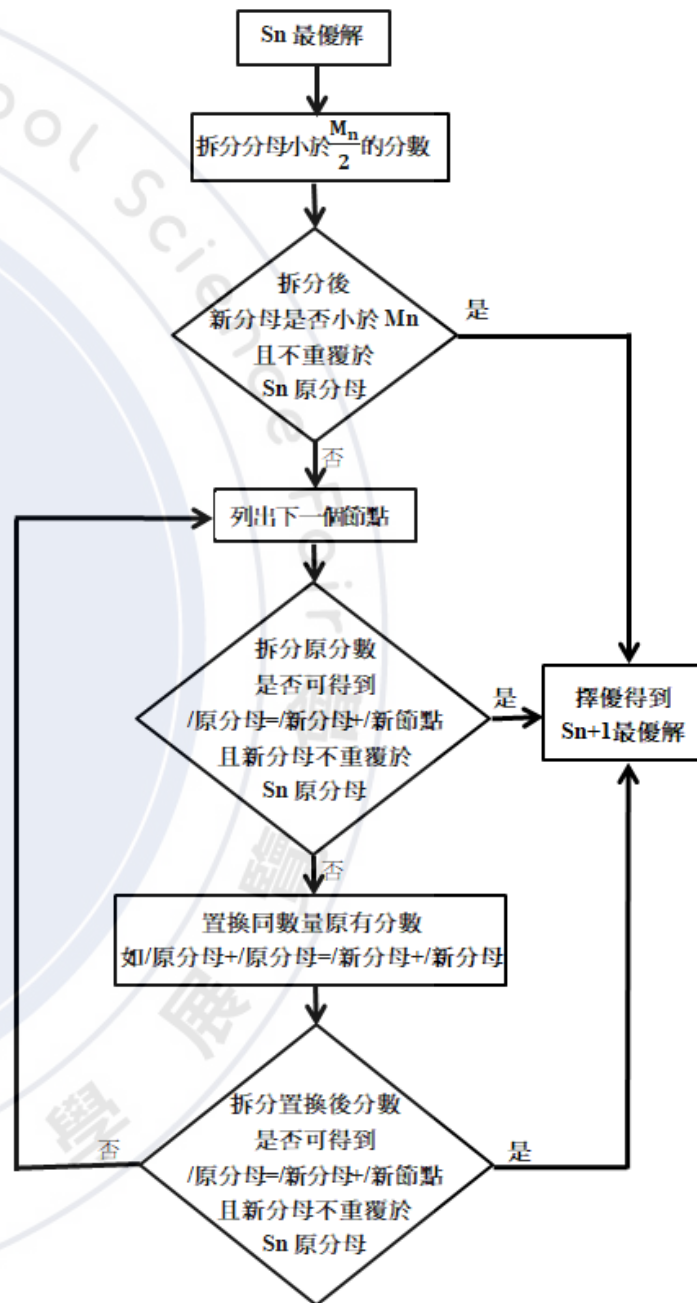 Sn 最優解
拆分分母小於 Mn/2 的分數
拆分後
新分母是否小於 Mn
且不重覆於
Sn 原分母
是
否
列出下一個節點
拆分原分數
是否可得到
/原分母=/新分母+/新節點
且新分母不重覆於
Sn 原分母
是
擇優得到
Sn+1最優解
否
置換同數量原有分數
如/原分母+/原分母=/新分母+/新分母
拆分置換後分數
是否可得到
/原分母=/新分母+/新節點
且新分母不重覆於
Sn 原分母
否
是
ool Science Fair
覽
展
學